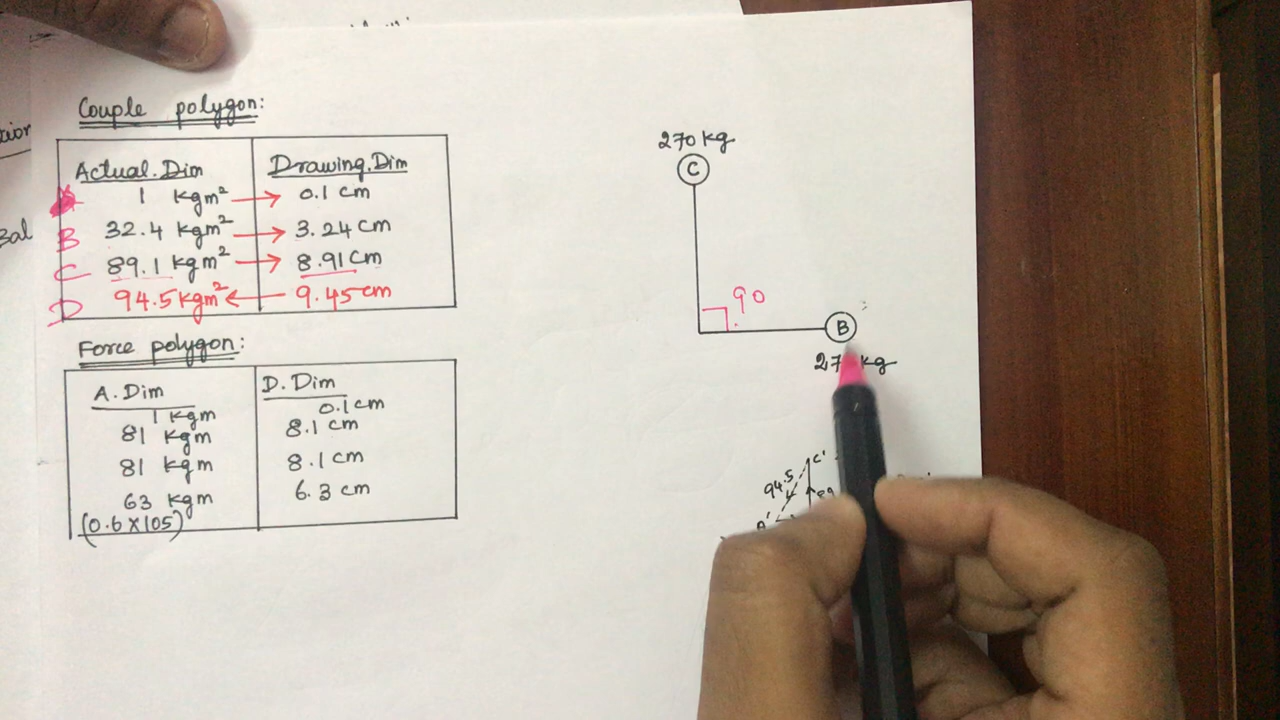 Couple polygon:
Actual.Dim
Drawing.Dim
1 kgm²
0.1 cm
B
32.4 kgm²
3.24 cm
C
89.1 kgm²
8.91 cm
D
94.5 kgm²
9.45 cm
Force polygon:
A. Dim
D. Dim
1 kgm
0.1 cm
81 kgm
8.1 cm
81 kgm
8.1 cm
63 kgm
6.3 cm
(0.6 X 105)
270 kg
C
90
B
kg
C'
94.5
A'